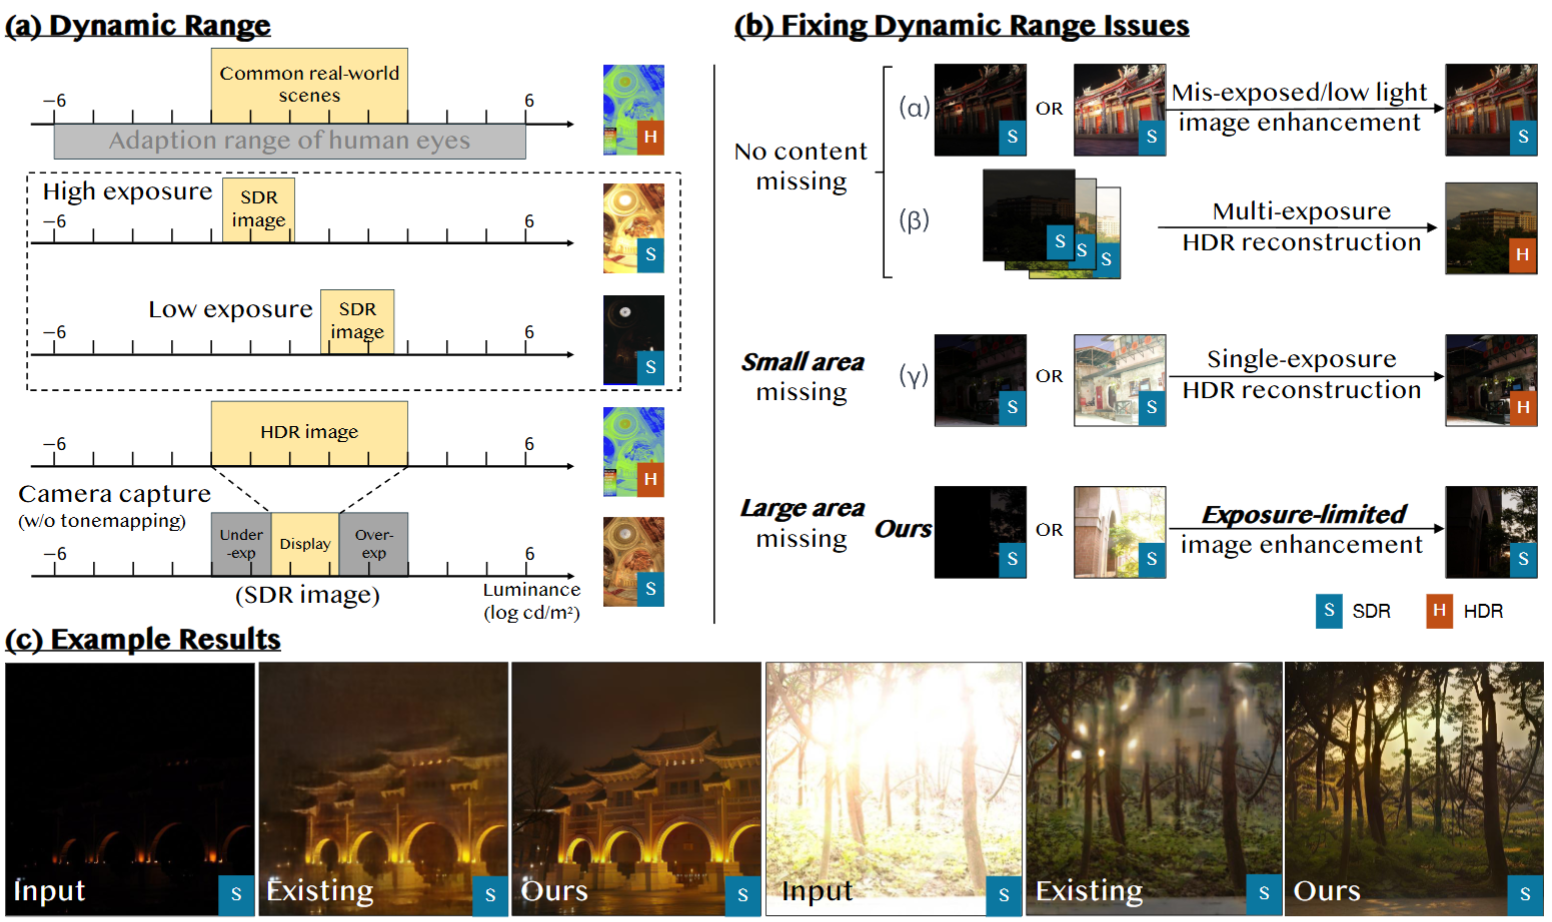 (a) Dynamic Range
Common real-world
scenes
−6
6
Adaption range of human eyes
H
High exposure
SDR
image
−6
6
S
Low exposure
SDR
image
−6
6
S
HDR image
−6
6
H
Camera capture
(w/o tonemapping)
Under
-exp
Display
Over-
exp
−6
6
(SDR image)
Luminance
(log cd/m²)
S
(b) Fixing Dynamic Range Issues
No content
missing
(α)
S
OR
S
Mis-exposed/low light
image enhancement
S
(β)
S
S
S
Multi-exposure
HDR reconstruction
H
Small area
missing
(γ)
S
OR
S
Single-exposure
HDR reconstruction
H
Large area
missing
Ours
S
OR
S
Exposure-limited
image enhancement
S
S SDR
H HDR
(c) Example Results
Input
S
Existing
S
Ours
S
Input
S
Existing
S
Ours
S